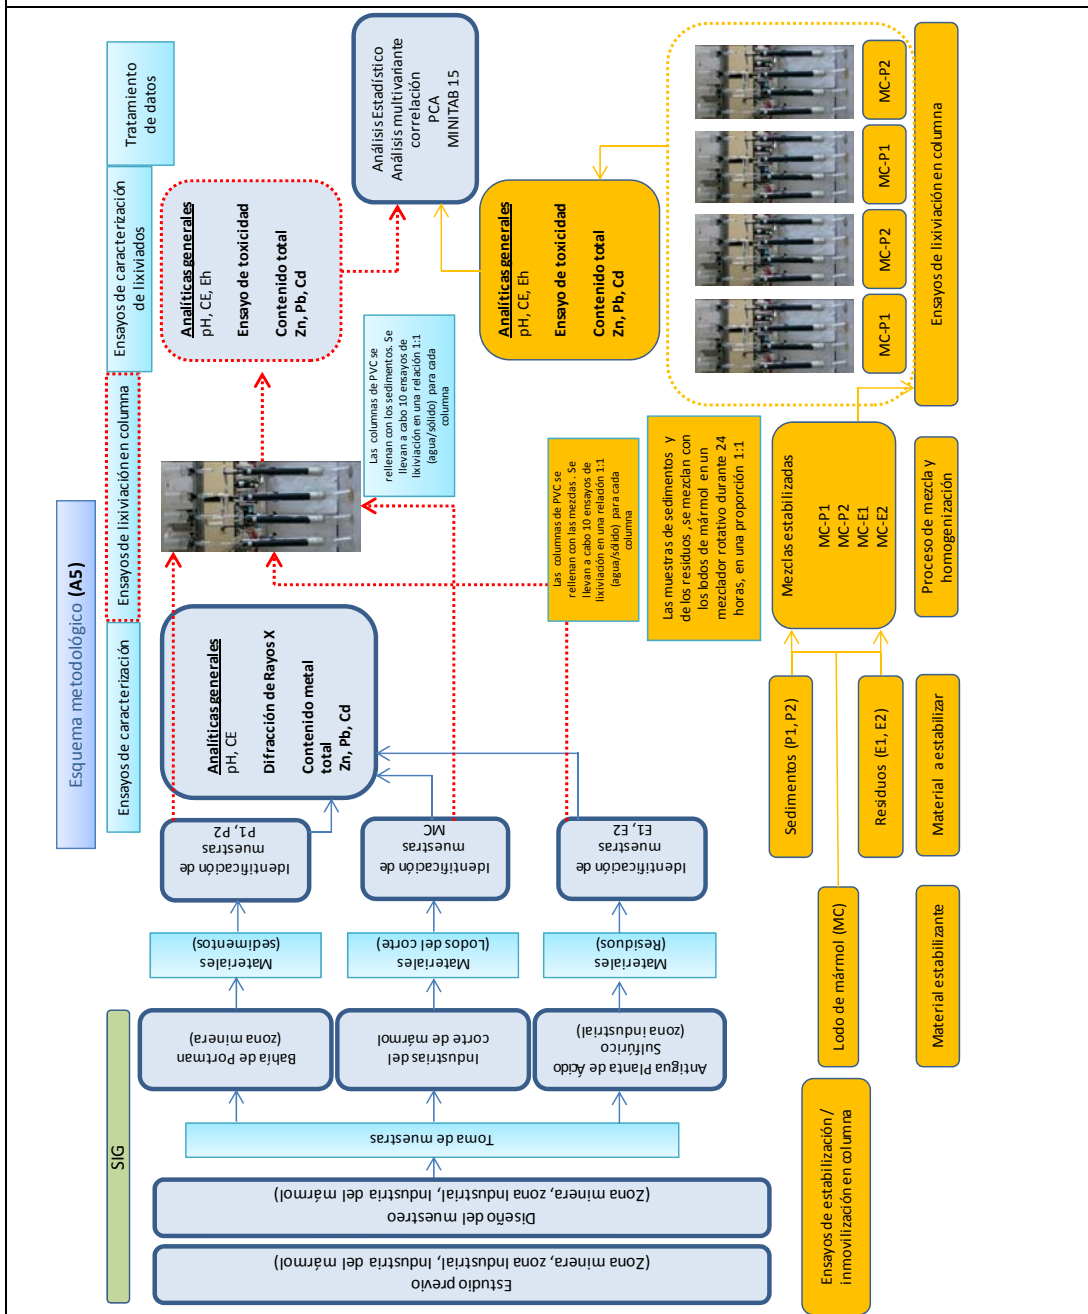 Esquema metodológico (A5)
SIG
Ensayos de caracterización
Ensayos de lixiviación en columna
Ensayos de caracterización
de lixiviados
Tratamiento
de datos
Estudio previo
(Zona minera, zona Industrial, Industria del mármol)
Diseño del muestreo
(Zona minera, zona Industrial, Industria del mármol)
Toma de muestras
Bahía de Portman
(zona minera)
Industrias del
corte de mármol
Antigua Planta de Ácido
Sulfúrico
(zona industrial)
Materiales
(sedimentos)
Materiales
(Lodos del corte)
Materiales
(Residuos)
Identificación de
muestras
P1, P2
Identificación de
muestras
MC
Identificación de
muestras
E1, E2
Analíticas generales
pH, CE
Difracción de Rayos X
Contenido metal
total
Zn, Pb, Cd
Las columnas de PVC se
rellenan con los sedimentos. Se
llevan a cabo 10 ensayos de
lixiviación en una relación 1:1
(agua/sólido) para cada
columna
Analíticas generales
pH, CE, Eh
Ensayo de toxicidad
Contenido total
Zn, Pb, Cd
Análisis Estadístico
Análisis multivariante
correlación
PCA
MINITAB 15
Ensayos de estabilización /
inmovilización en columna
Lodo de mármol (MC)
Material estabilizante
Sedimentos (P1, P2)
Residuos (E1, E2)
Material a estabilizar
Las columnas de PVC se
rellenan con las mezclas. Se
llevan a cabo 10 ensayos de
lixiviación en una relación 1:1
(agua/sólido) para cada
columna
Las muestras de sedimentos y
de los residuos ,se mezclan con
los lodos de mármol en un
mezclador rotativo durante 24
horas, en una proporción 1:1
Mezclas estabilizadas
MC-P1
MC-P2
MC-E1
MC-E2
Proceso de mezcla y
homogenización
Analíticas generales
pH, CE, Eh
Ensayo de toxicidad
Contenido total
Zn, Pb, Cd
MC-P1
MC-P2
MC-P1
MC-P2
Ensayos de lixiviación en columna